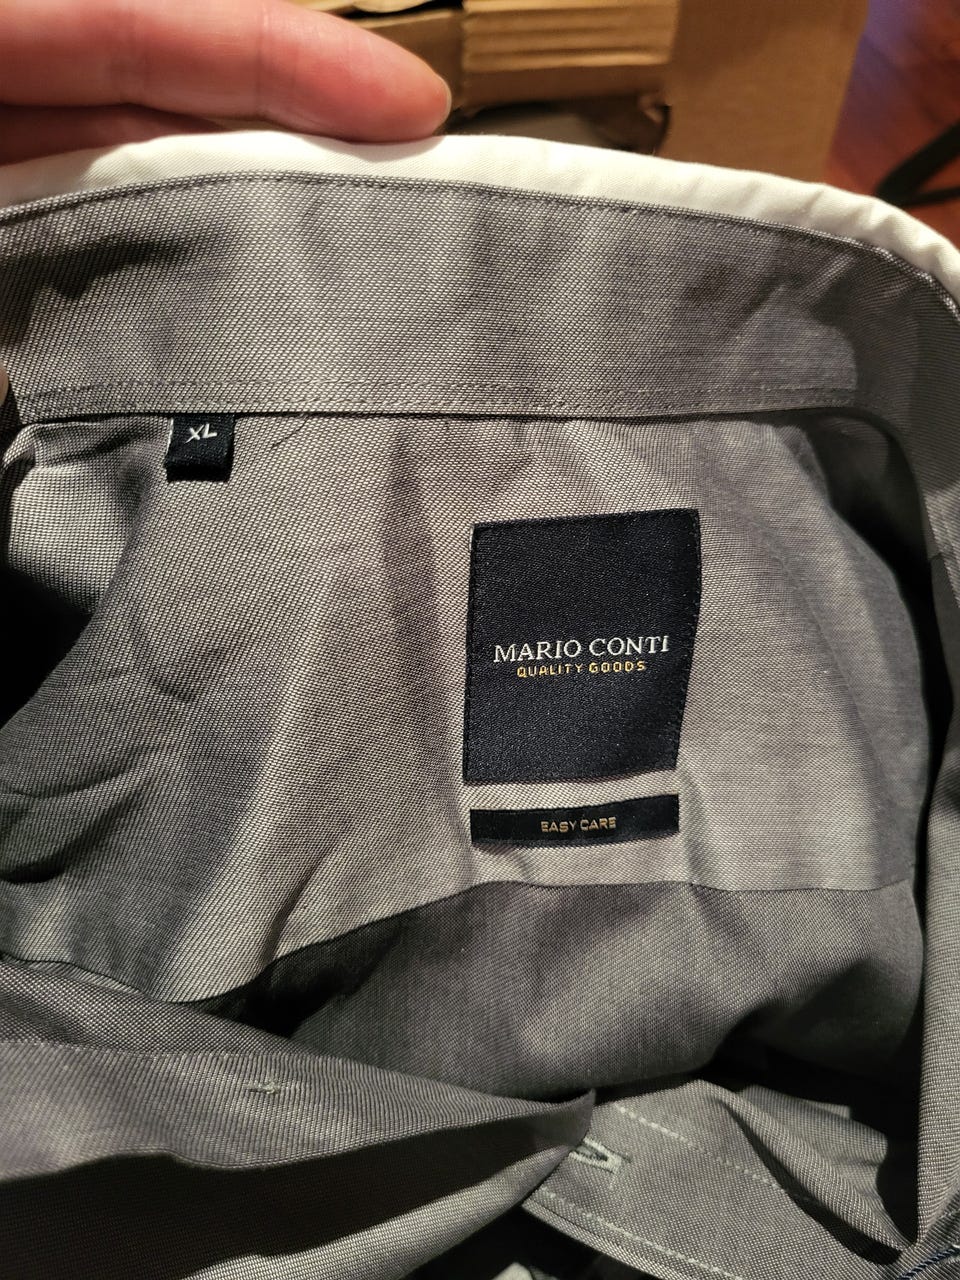 XL
MARIO CONTI
QUALITY GOODS
EASY CARE